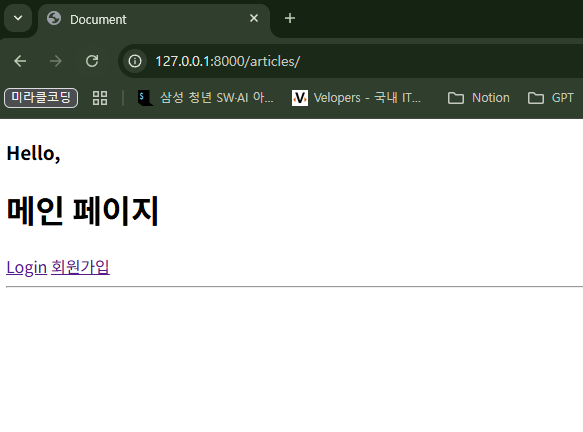 Document
127.0.0.1:8000/articles/
미라클코딩 삼성 청년 SW·AI 아... Velopers - 국내 IT... Notion GPT
Hello,
메인 페이지
Login 회원가입